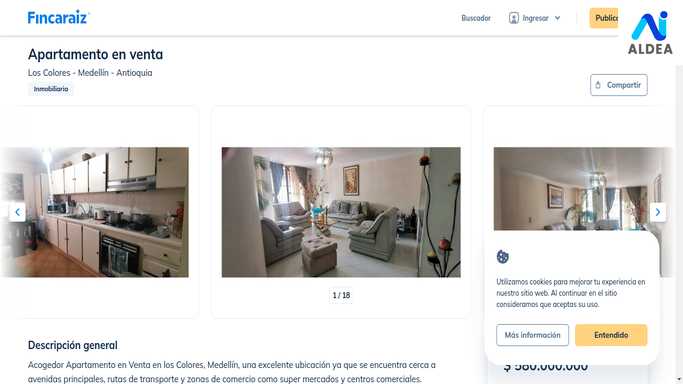 Fincaraiz
Buscador
Ingresar
ALDEA
Apartamento en venta
Los Colores - Medellín - Antioquia
Inmobiliario
Compartir
1 / 18
Utilizamos cookies para mejorar tu experiencia en
nuestro sitio web. Al continuar en el sitio
consideramos que aceptas su uso.
Más información
Entendido
Descripción general
Acogedor Apartamento en Venta en los Colores, Medellín, una excelente ubicación ya que se encuentra cerca a
avenidas principales, rutas de transporte y zonas de comercio como super mercados y centros comerciales.
$ 580.000.000